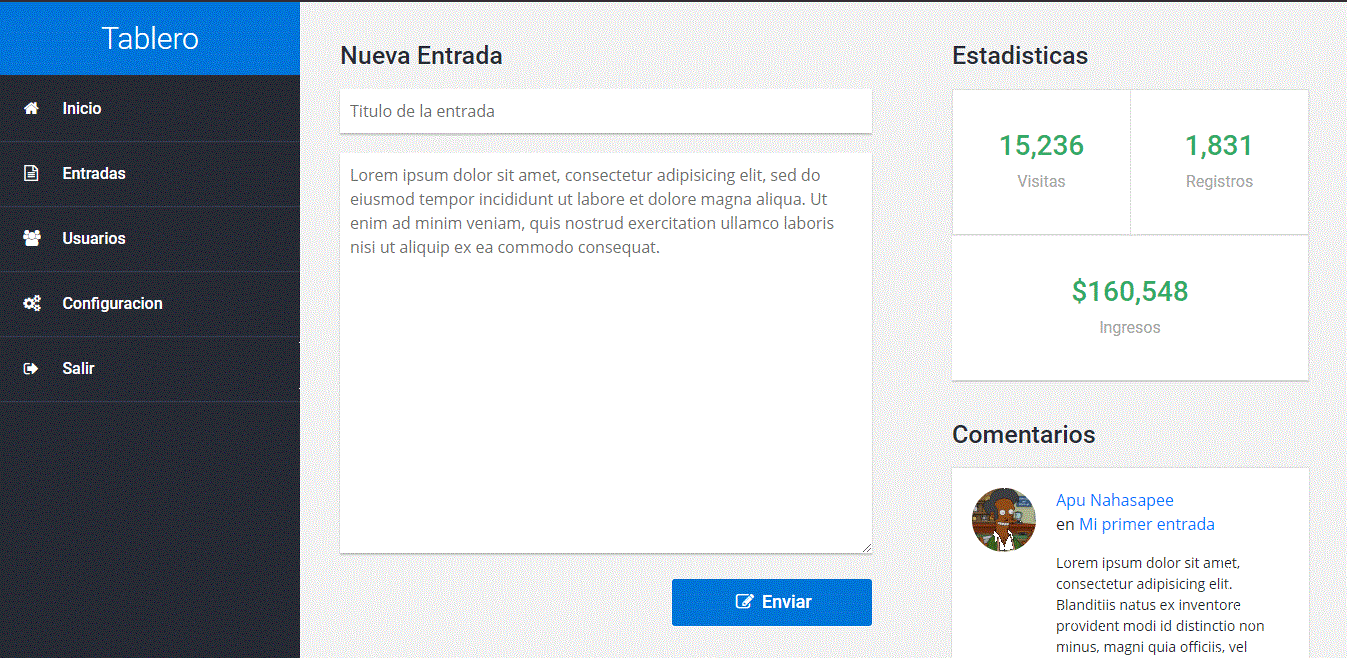 Tablero
Inicio
Entradas
Usuarios
Configuracion
Salir
Nueva Entrada
Titulo de la entrada
Lorem ipsum dolor sit amet, consectetur adipisicing elit, sed do
eiusmod tempor incididunt ut labore et dolore magna aliqua. Ut
enim ad minim veniam, quis nostrud exercitation ullamco laboris
nisi ut aliquip ex ea commodo consequat.
Enviar
Estadisticas
15,236
Visitas
1,831
Registros
$160,548
Ingresos
Comentarios
Apu Nahasapee
en Mi primer entrada
Lorem ipsum dolor sit amet,
consectetur adipisicing elit.
Blanditiis natus ex inventore
provident modi id distinctio non
minus, magni quia officiis, vel